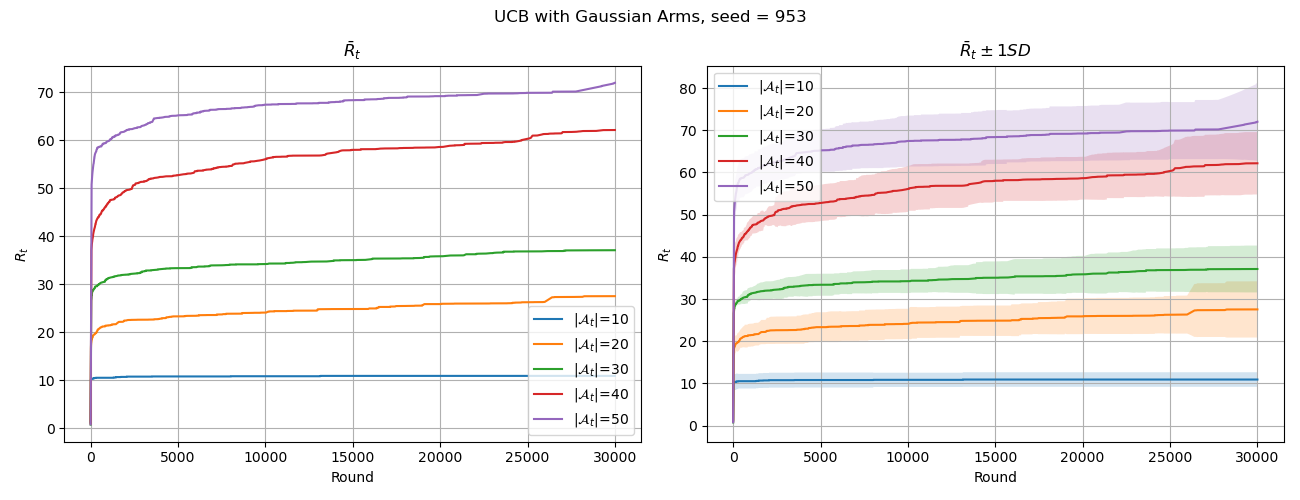 UCB with Gaussian Arms, seed = 953
R̄ₜ
70
60
50
40
30
20
10
0
Rₜ
0 5000 10000 15000 20000 25000 30000
Round
|𝒜ₜ|=10
|𝒜ₜ|=20
|𝒜ₜ|=30
|𝒜ₜ|=40
|𝒜ₜ|=50
R̄ₜ ± 1SD
80
70
60
50
40
30
20
10
0
Rₜ
0 5000 10000 15000 20000 25000 30000
Round
|𝒜ₜ|=10
|𝒜ₜ|=20
|𝒜ₜ|=30
|𝒜ₜ|=40
|𝒜ₜ|=50